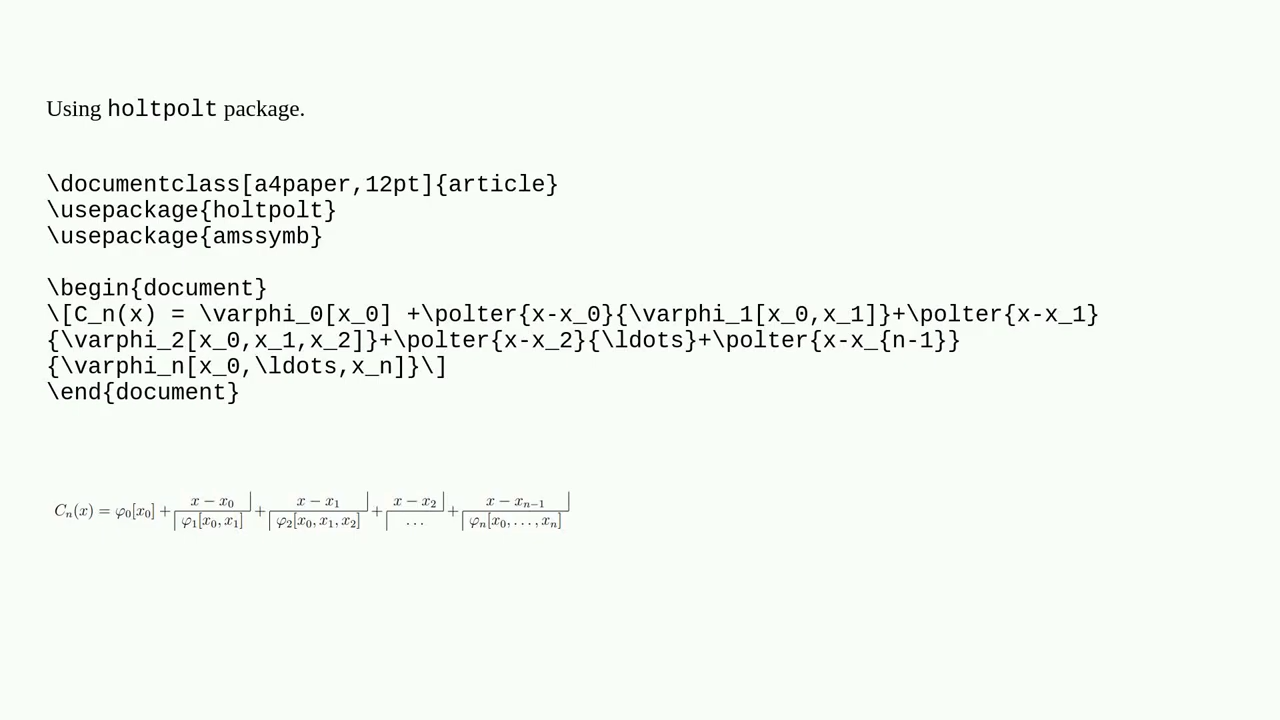 Using holtpolt package.
\documentclass[a4paper,12pt]{article}
\usepackage{holtpolt}
\usepackage{amssymb}
\begin{document}
\[C_n(x) = \varphi_0[x_0] +\polter{x-x_0}{\varphi_1[x_0,x_1]}+\polter{x-x_1}
{\varphi_2[x_0,x_1,x_2]}+\polter{x-x_2}{\ldots}+\polter{x-x_{n-1}}
{\varphi_n[x_0,\ldots,x_n]}\]
\end{document}
C_n(x) = φ_0[x_0] + x − x_0 / φ_1[x_0, x_1] + x − x_1 / φ_2[x_0, x_1, x_2] + x − x_2 / ... + x − x_{n−1} / φ_n[x_0, ..., x_n]